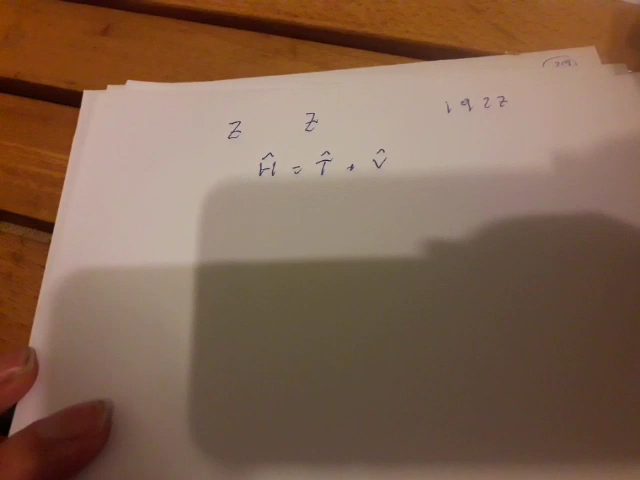 1927
Z Z
Ĥ = T̂ + V̂